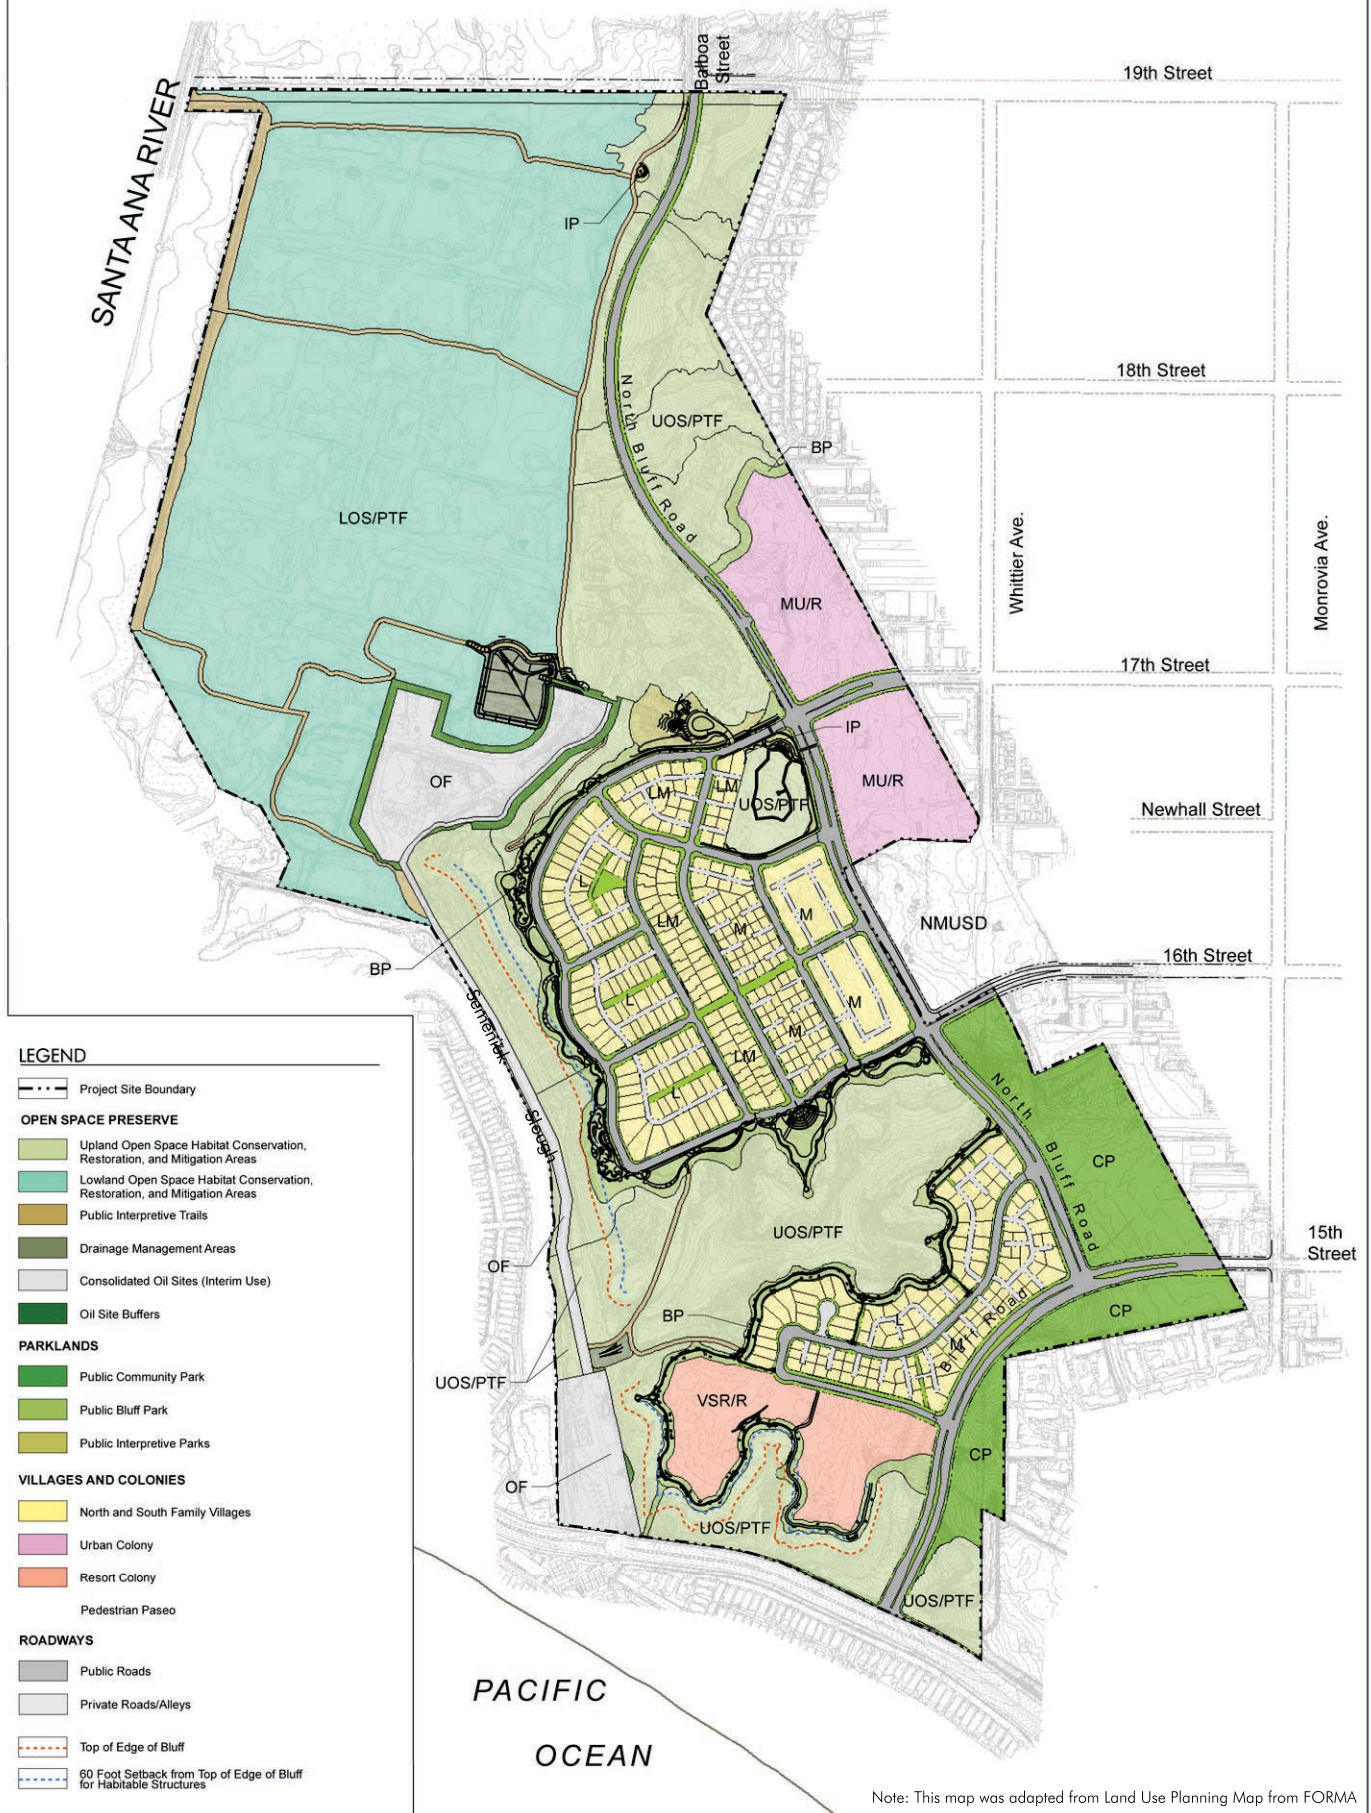 Balboa
Street
19th Street
SANTA ANA RIVER
IP
18th Street
North Bluff Road
UOS/PTF
BP
LOS/PTF
Whittier Ave.
Monrovia Ave.
MU/R
17th Street
IP
OF
LM
LM
UOS/PTF
MU/R
Newhall Street
L
LM
M
M
NMUSD
16th Street
BP
Semeniuk Slough
L
M
M
LM
L
North Bluff Road
CP
UOS/PTF
15th
Street
OF
BP
L
M
Bluff Road
CP
UOS/PTF
VSR/R
CP
OF
UOS/PTF
UOS/PTF
PACIFIC
OCEAN
LEGEND
Project Site Boundary
OPEN SPACE PRESERVE
Upland Open Space Habitat Conservation,
Restoration, and Mitigation Areas
Lowland Open Space Habitat Conservation,
Restoration, and Mitigation Areas
Public Interpretive Trails
Drainage Management Areas
Consolidated Oil Sites (Interim Use)
Oil Site Buffers
PARKLANDS
Public Community Park
Public Bluff Park
Public Interpretive Parks
VILLAGES AND COLONIES
North and South Family Villages
Urban Colony
Resort Colony
Pedestrian Paseo
ROADWAYS
Public Roads
Private Roads/Alleys
Top of Edge of Bluff
60 Foot Setback from Top of Edge of Bluff
for Habitable Structures
Note: This map was adapted from Land Use Planning Map from FORMA